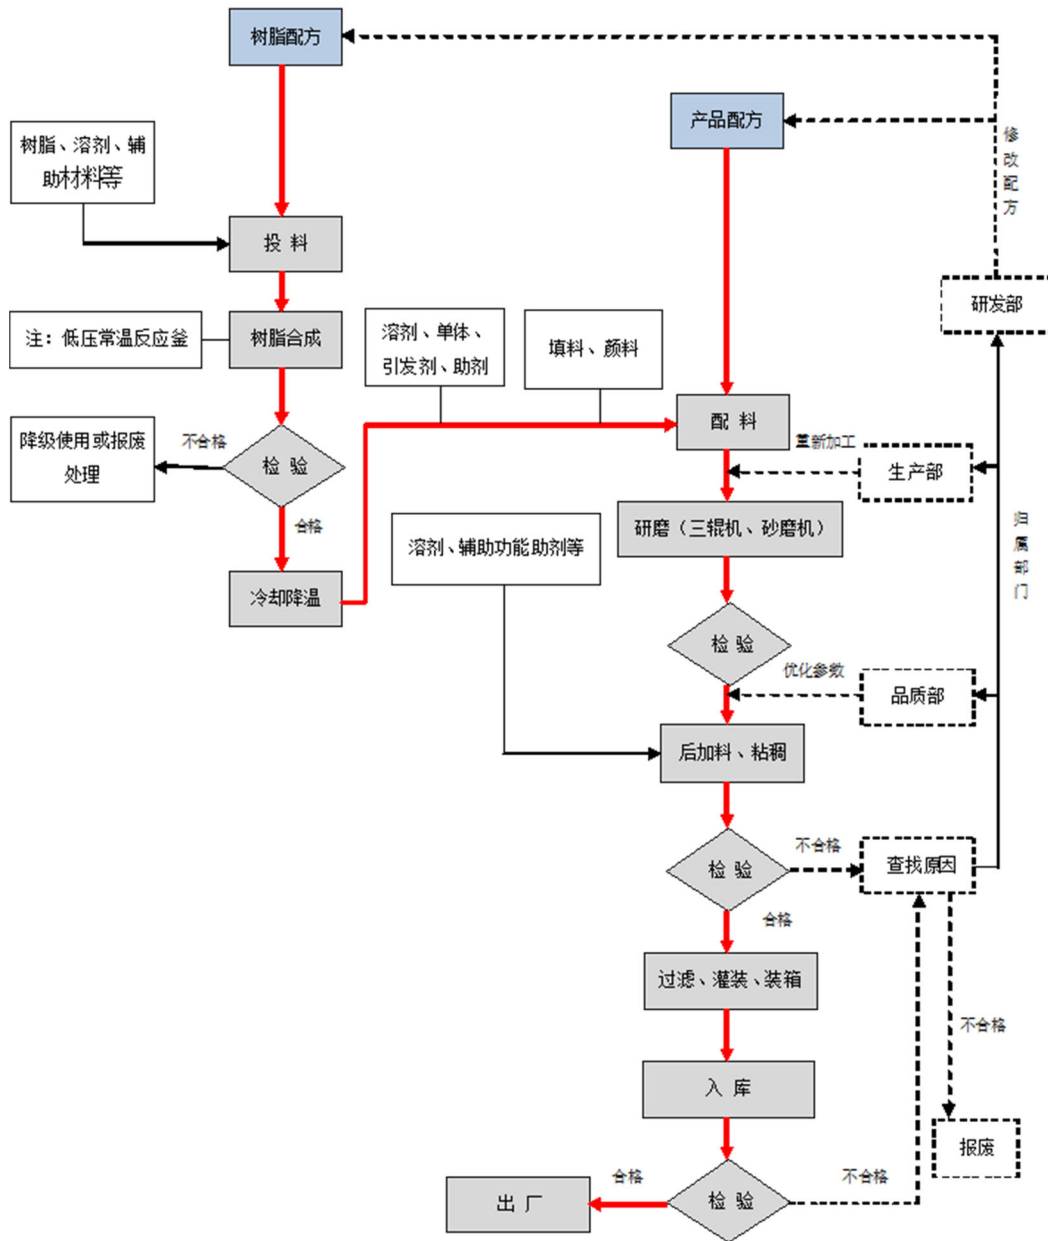 树脂配方
产品配方
修改配方
树脂、溶剂、辅
助材料等
投 料
研发部
注：低压常温反应釜
树脂合成
溶剂、单体、
引发剂、助剂
填料、颜料
配 料
降级使用或报废
处理
不合格
检 验
重新加工
生产部
合格
研磨（三辊机、砂磨机）
归属部门
溶剂、辅助功能助剂等
冷却降温
检 验
优化参数
品质部
后加料、粘稠
检 验
不合格
查找原因
合格
过滤、灌装、装箱
不合格
入 库
报废
出 厂
合格
检 验
不合格